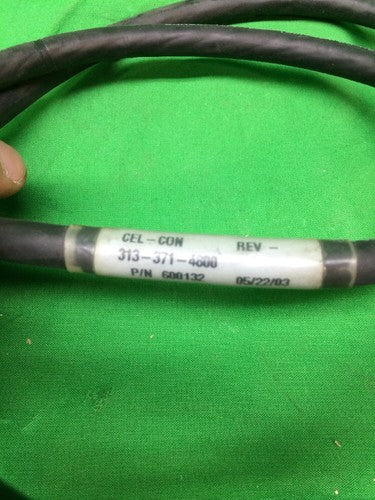 CEL-CON REV -
313-371-4800
P/N 600132 05/22/03